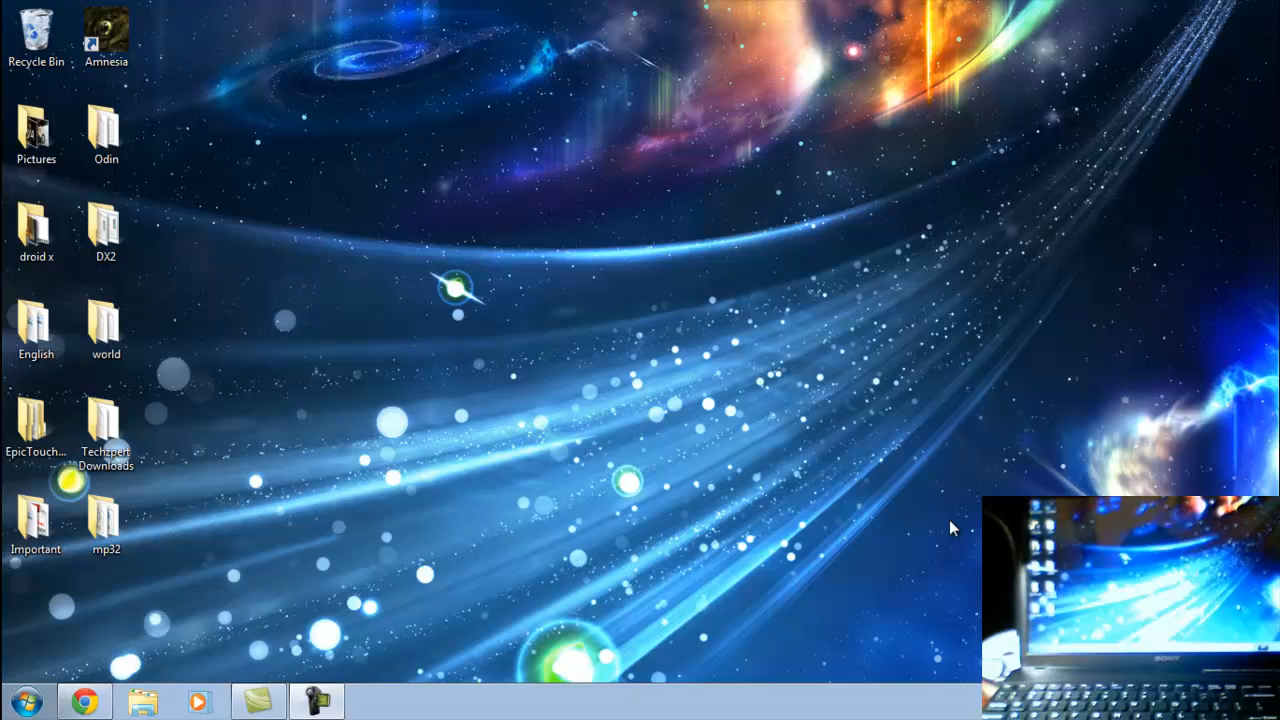 Recycle Bin
Amnesia
Pictures
Odin
droid x
DX2
English
world
EpicTouch...
Techzpert
Downloads
Important
mp32
SONY